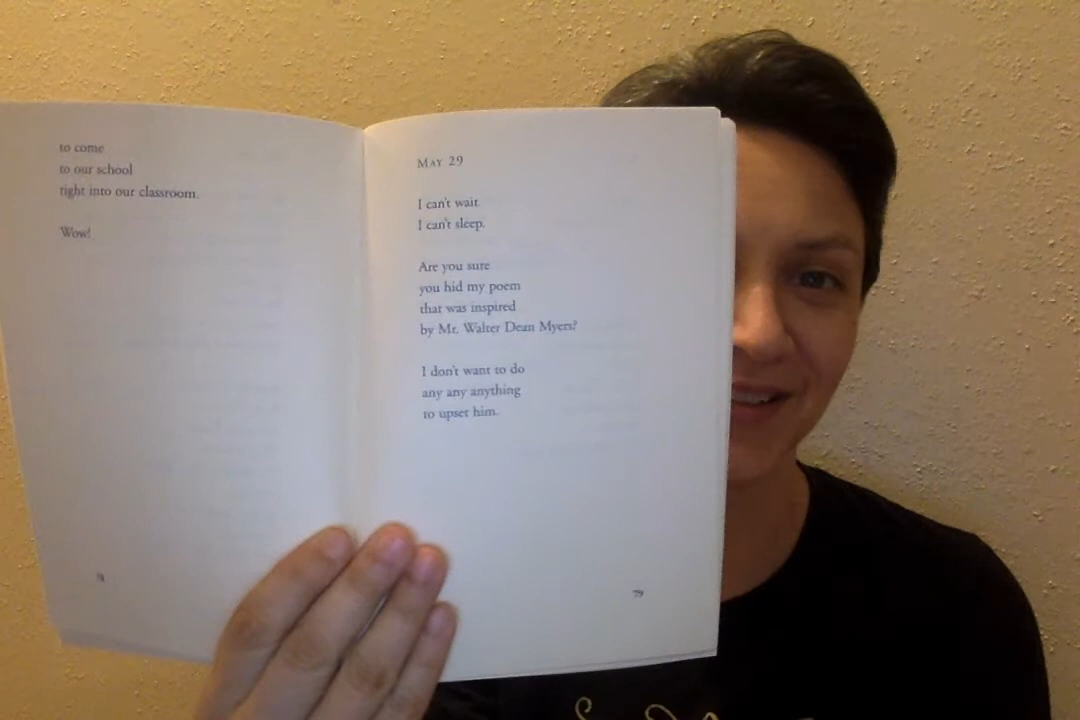 to come
to our school
right into our classroom.
Wow!
MAY 29
I can't wait.
I can't sleep.
Are you sure
you hid my poem
that was inspired
by Mr. Walter Dean Myers?
I don't want to do
any any anything
to upset him.
79